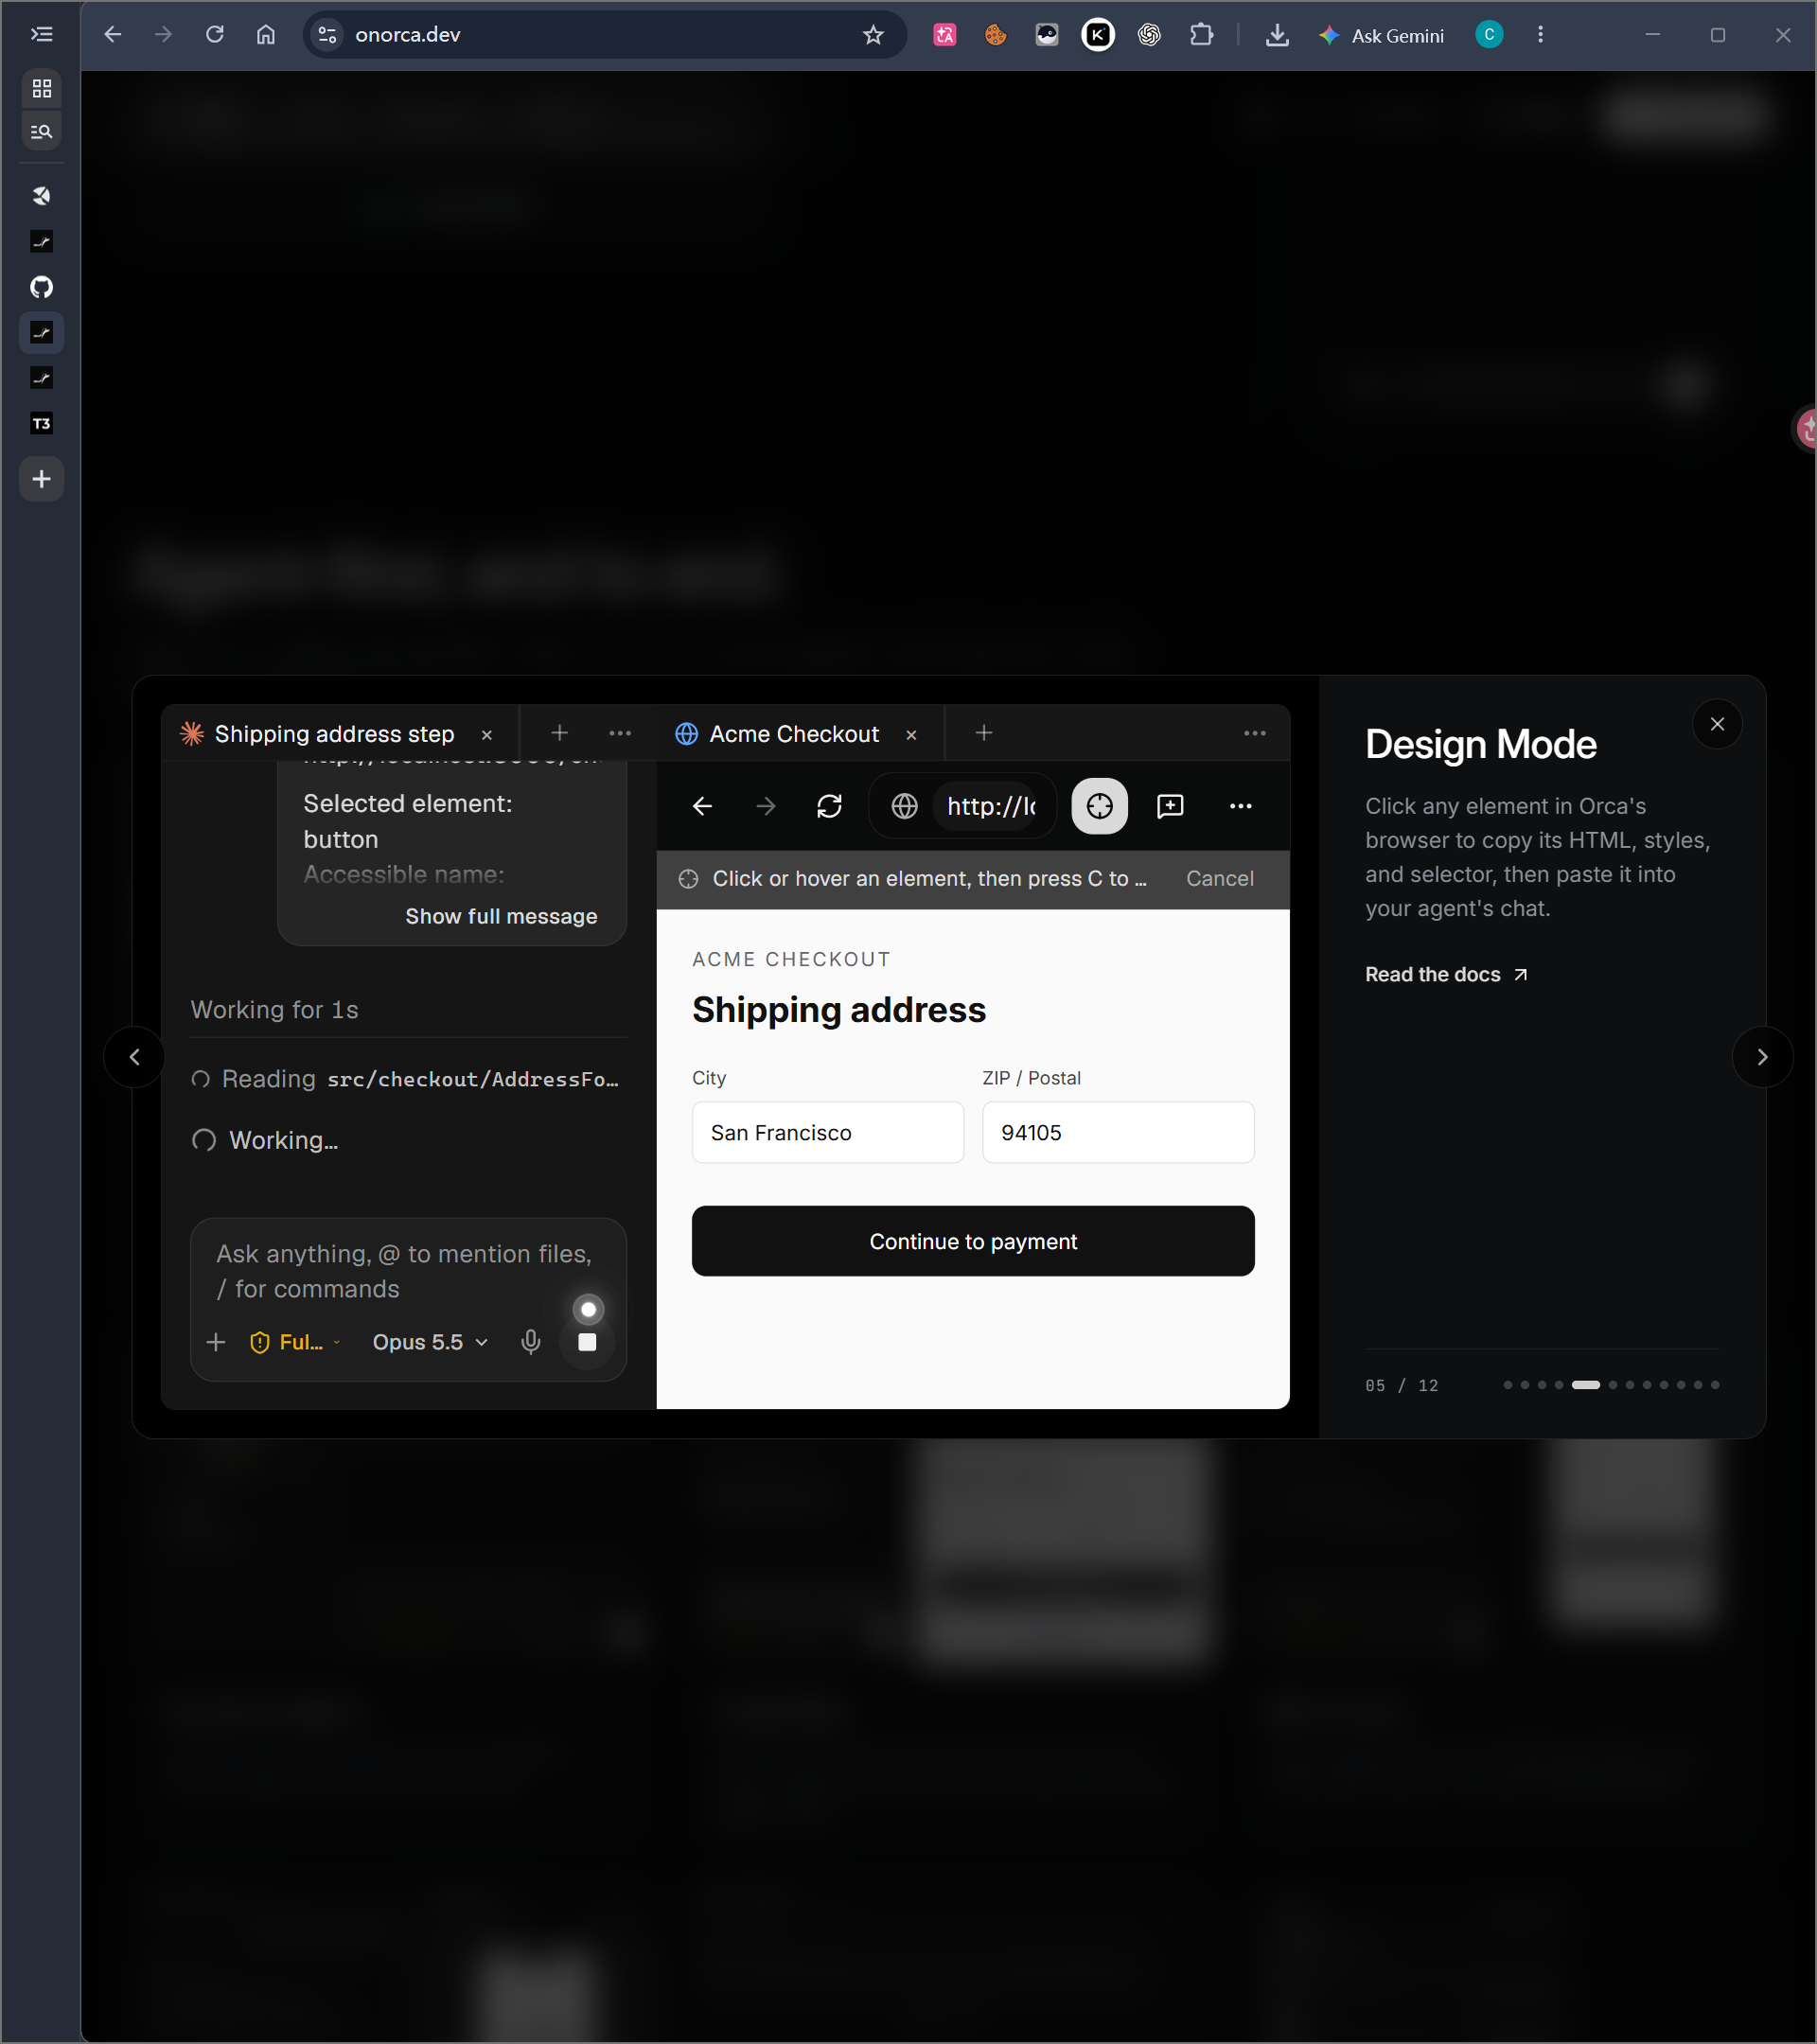 onorca.dev
Ask Gemini
C
T3
Shipping address step
Acme Checkout
Selected element:
button
Accessible name:
Show full message
Working for 1s
Reading src/checkout/AddressFo…
Working…
Ask anything, @ to mention files,
/ for commands
Ful…
Opus 5.5
http://lo
Click or hover an element, then press C to …
Cancel
ACME CHECKOUT
Shipping address
City
ZIP / Postal
San Francisco
94105
Continue to payment
Design Mode
Click any element in Orca's
browser to copy its HTML, styles,
and selector, then paste it into
your agent's chat.
Read the docs
05 / 12